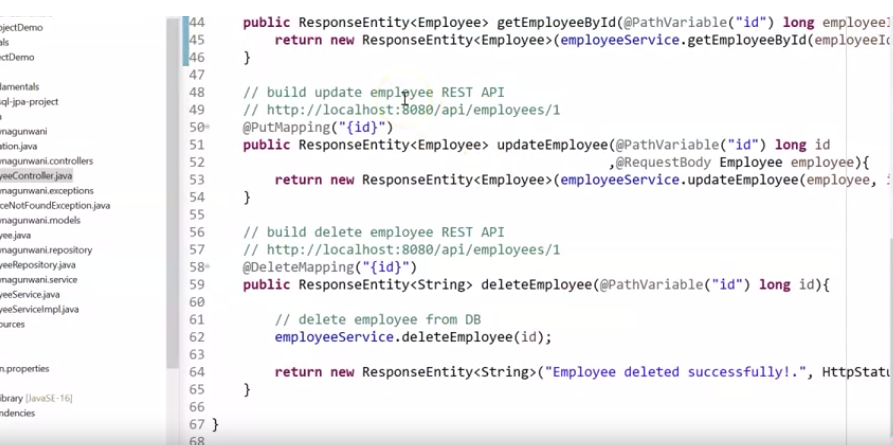 ojectDemo
als
ectDemo
lamentals
sql-jpa-project
a
magunwani
ation.java
magunwani.controllers
yeeController.java
magunwani.exceptions
ceNotFoundException.java
magunwani.models
yee.java
magunwani.repository
yeeRepository.java
magunwani.service
yeeService.java
yeeServiceImpl.java
ources
n.properties
ibrary [JavaSE-16]
ndencies
44 public ResponseEntity<Employee> getEmployeeById(@PathVariable("id") long employeeI
45 return new ResponseEntity<Employee>(employeeService.getEmployeeById(employeeId
46 }
47
48 // build update employee REST API
49 // http://localhost:8080/api/employees/1
50 @PutMapping("{id}")
51 public ResponseEntity<Employee> updateEmployee(@PathVariable("id") long id
52 ,@RequestBody Employee employee){
53 return new ResponseEntity<Employee>(employeeService.updateEmployee(employee, i
54 }
55
56 // build delete employee REST API
57 // http://localhost:8080/api/employees/1
58 @DeleteMapping("{id}")
59 public ResponseEntity<String> deleteEmployee(@PathVariable("id") long id){
60
61 // delete employee from DB
62 employeeService.deleteEmployee(id);
63
64 return new ResponseEntity<String>("Employee deleted successfully!.", HttpStatu
65 }
66
67 }
68